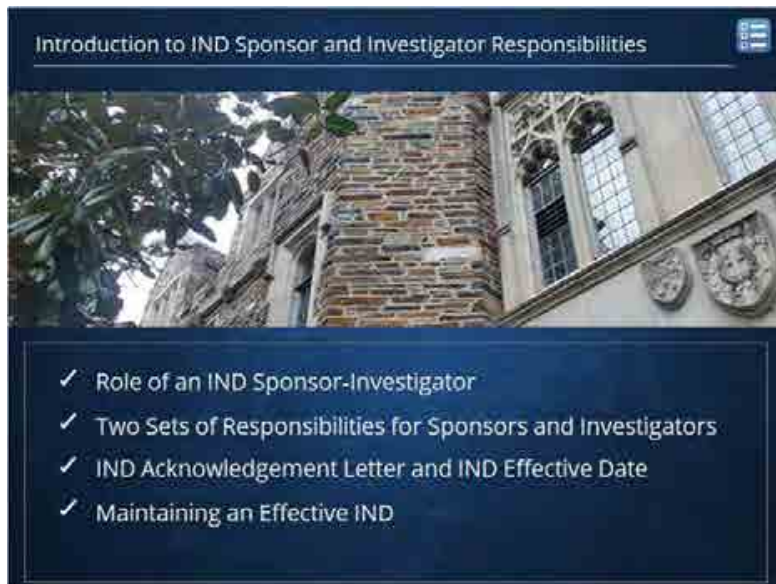 Introduction to IND Sponsor and Investigator Responsibilities
Role of an IND Sponsor-Investigator
Two Sets of Responsibilities for Sponsors and Investigators
IND Acknowledgement Letter and IND Effective Date
Maintaining an Effective IND